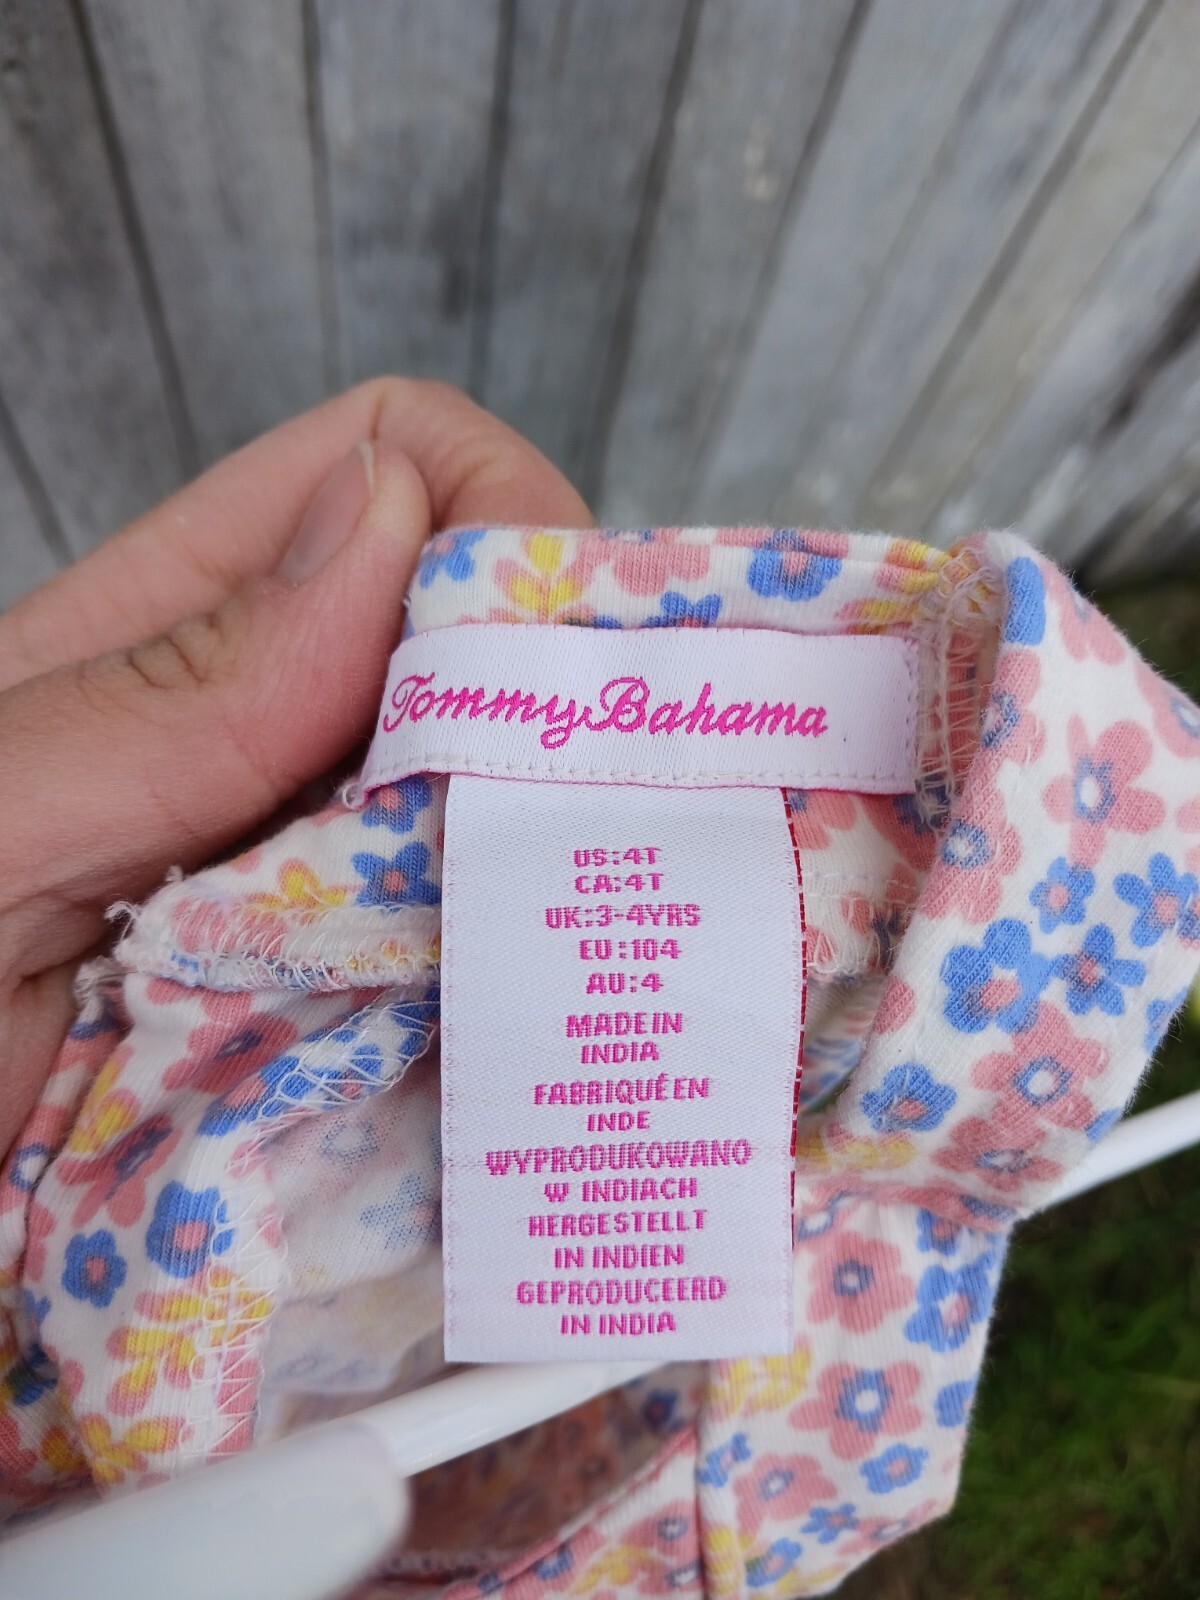 Tommy Bahama
US:4T
CA:4T
UK:3-4YRS
EU:104
AU:4
MADE IN
INDIA
FABRIQUÉ EN
INDE
WYPRODUKOWANO
W INDIACH
HERGESTELLT
IN INDIEN
GEPRODUCEERD
IN INDIA